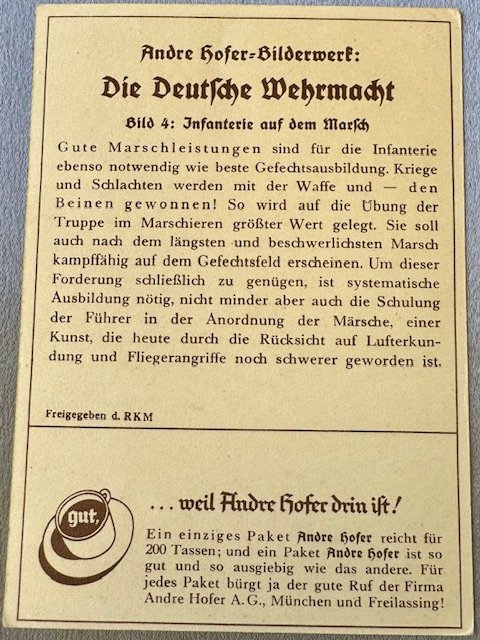 Andre Hofer-Bilderwerk:
Die Deutsche Wehrmacht
Bild 4: Infanterie auf dem Marsch
Gute Marschleistungen sind für die Infanterie
ebenso notwendig wie beste Gefechtsausbildung. Kriege
und Schlachten werden mit der Waffe und — den
Beinen gewonnen! So wird auf die Übung der
Truppe im Marschieren größter Wert gelegt. Sie soll
auch nach dem längsten und beschwerlichsten Marsch
kampffähig auf dem Gefechtsfeld erscheinen. Um dieser
Forderung schließlich zu genügen, ist systematische
Ausbildung nötig, nicht minder aber auch die Schulung
der Führer in der Anordnung der Märsche, einer
Kunst, die heute durch die Rücksicht auf Lufterkun-
dung und Fliegerangriffe noch schwerer geworden ist.
Freigegeben d. RKM
gut,
... weil Andre Hofer drin ist!
Ein einziges Paket Andre Hofer reicht für
200 Tassen; und ein Paket Andre Hofer ist so
gut und so ausgiebig wie das andere. Für
jedes Paket bürgt ja der gute Ruf der Firma
Andre Hofer A.G., München und Freilassing!